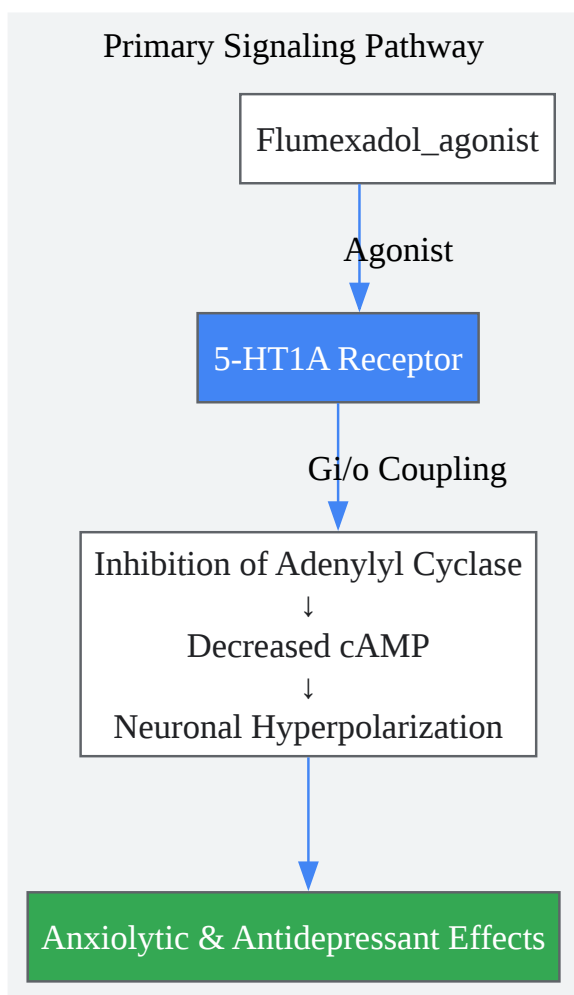 Primary Signaling Pathway
Flumexadol_agonist
Agonist
5-HT1A Receptor
Gi/o Coupling
Inhibition of Adenylyl Cyclase
↓
Decreased cAMP
↓
Neuronal Hyperpolarization
Anxiolytic & Antidepressant Effects